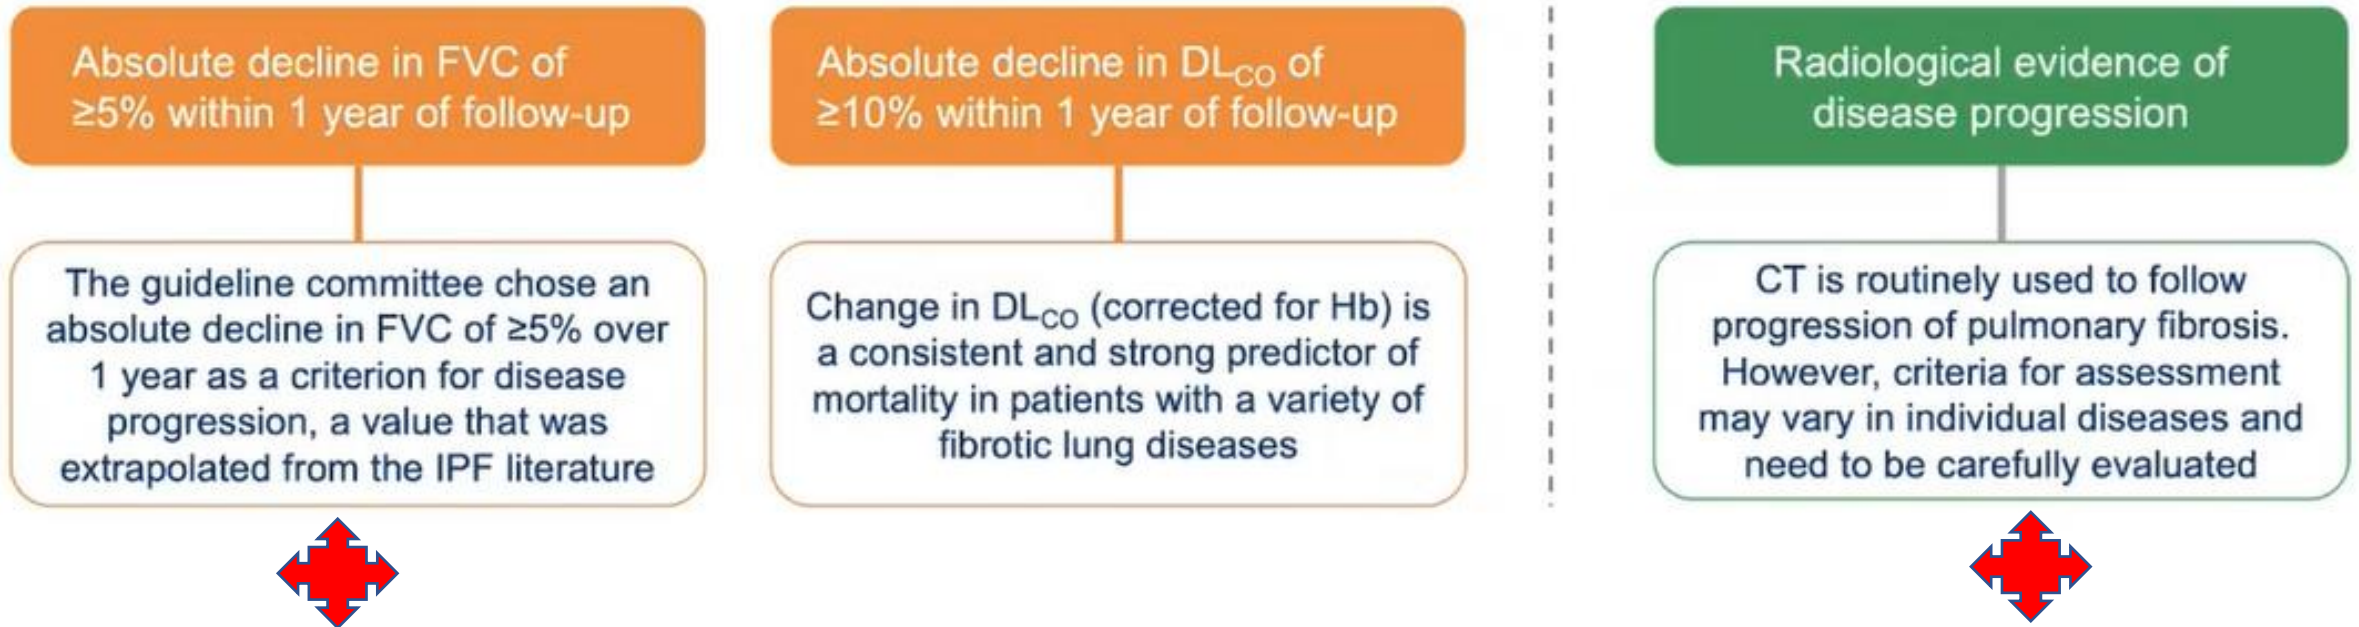 Absolute decline in FVC of
≥5% within 1 year of follow-up
The guideline committee chose an
absolute decline in FVC of ≥5% over
1 year as a criterion for disease
progression, a value that was
extrapolated from the IPF literature
Absolute decline in DLCO of
≥10% within 1 year of follow-up
Change in DLCO (corrected for Hb) is
a consistent and strong predictor of
mortality in patients with a variety of
fibrotic lung diseases
Radiological evidence of
disease progression
CT is routinely used to follow
progression of pulmonary fibrosis.
However, criteria for assessment
may vary in individual diseases and
need to be carefully evaluated